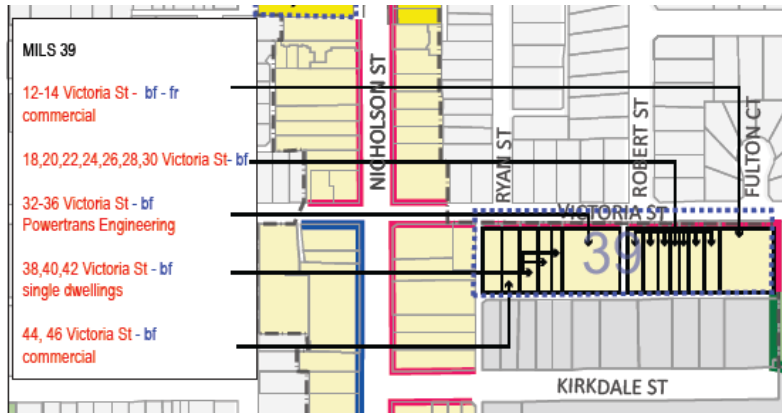 MILS 39
12-14 Victoria St - bf - fr
commercial
18,20,22,24,26,28,30 Victoria St- bf
32-36 Victoria St - bf
Powertrans Engineering
38,40,42 Victoria St - bf
single dwellings
44, 46 Victoria St - bf
commercial
NICHOLSON ST
RYAN ST
ROBERT ST
FULTON CT
VICTORIA ST
39
KIRKDALE ST